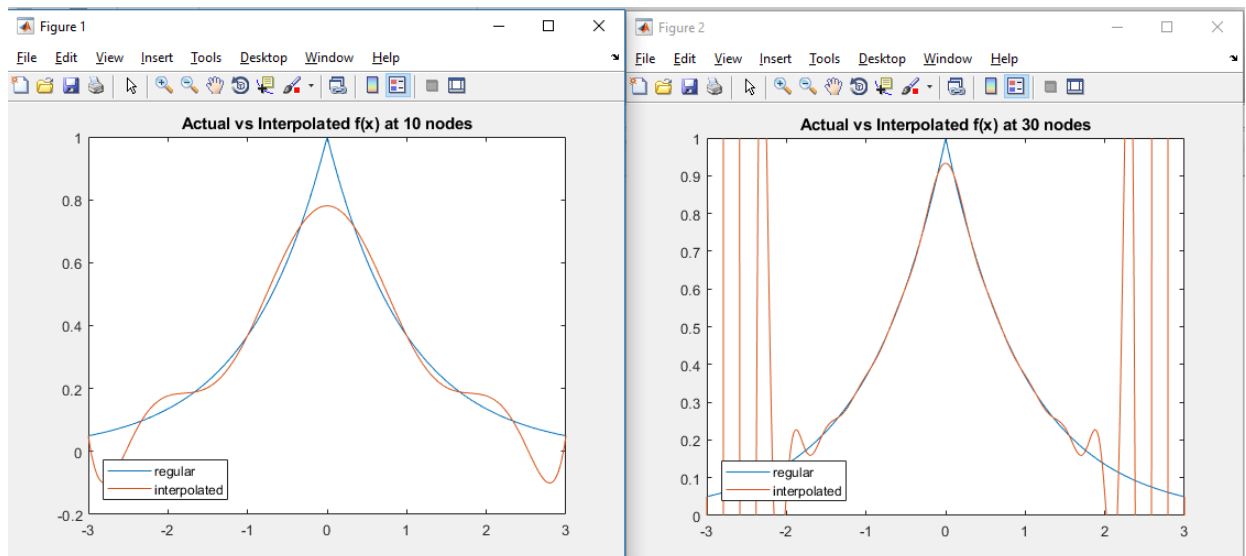 Figure 1
File Edit View Insert Tools Desktop Window Help
Actual vs Interpolated f(x) at 10 nodes
1
0.8
0.6
0.4
0.2
0
-0.2
-3 -2 -1 0 1 2 3
regular
interpolated
Figure 2
File Edit View Insert Tools Desktop Window Help
Actual vs Interpolated f(x) at 30 nodes
1
0.9
0.8
0.7
0.6
0.5
0.4
0.3
0.2
0.1
0
-3 -2 -1 0 1 2 3
regular
interpolated